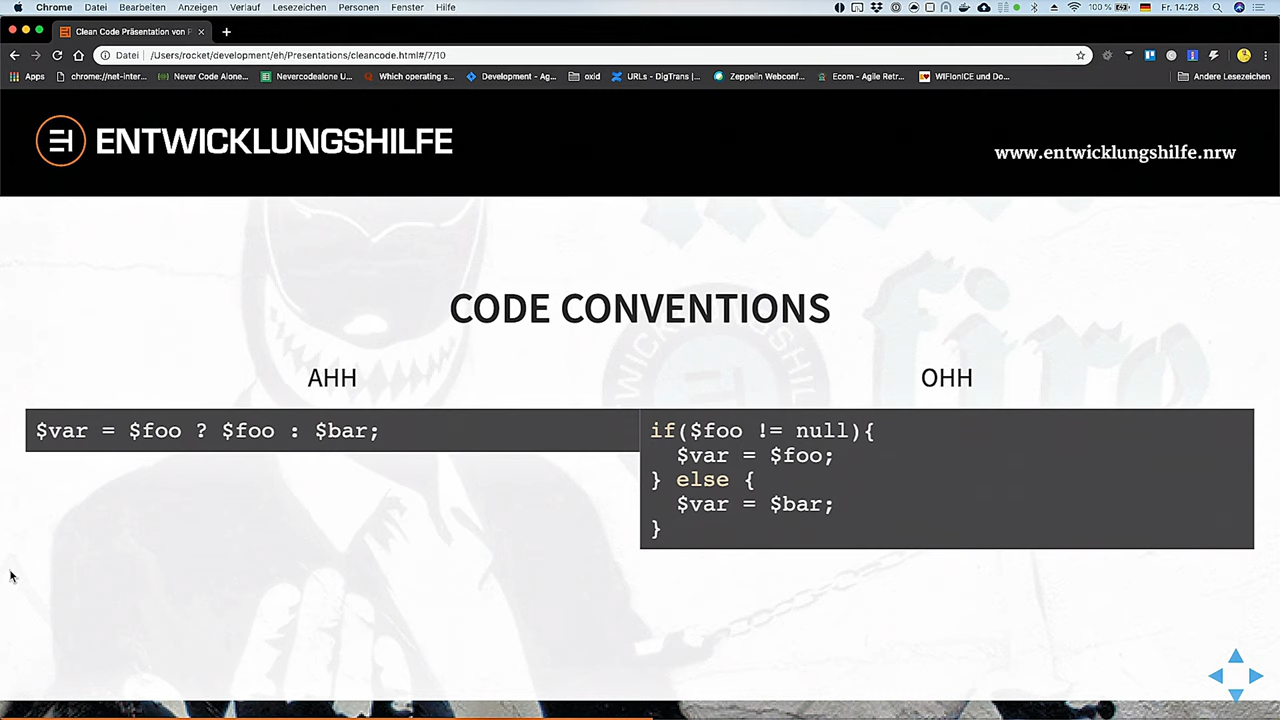 Chrome Datei Bearbeiten Anzeigen Verlauf Lesezeichen Personen Fenster Hilfe 100 % Fr. 14:28
Clean Code Präsentation von P
Datei /Users/rocket/development/eh/Presentations/cleancode.html#/7/10
Apps chrome://net-inter... Never Code Alone... Nevercodealone U... Which operating s... Development - Ag... oxid URLs - DigTrans |... Zeppelin Webconf... Ecom - Agile Retr... WIFIonICE und Do... Andere Lesezeichen
EH ENTWICKLUNGSHILFE
www.entwicklungshilfe.nrw
CODE CONVENTIONS
AHH
$var = $foo ? $foo : $bar;
OHH
if($foo != null){
$var = $foo;
} else {
$var = $bar;
}